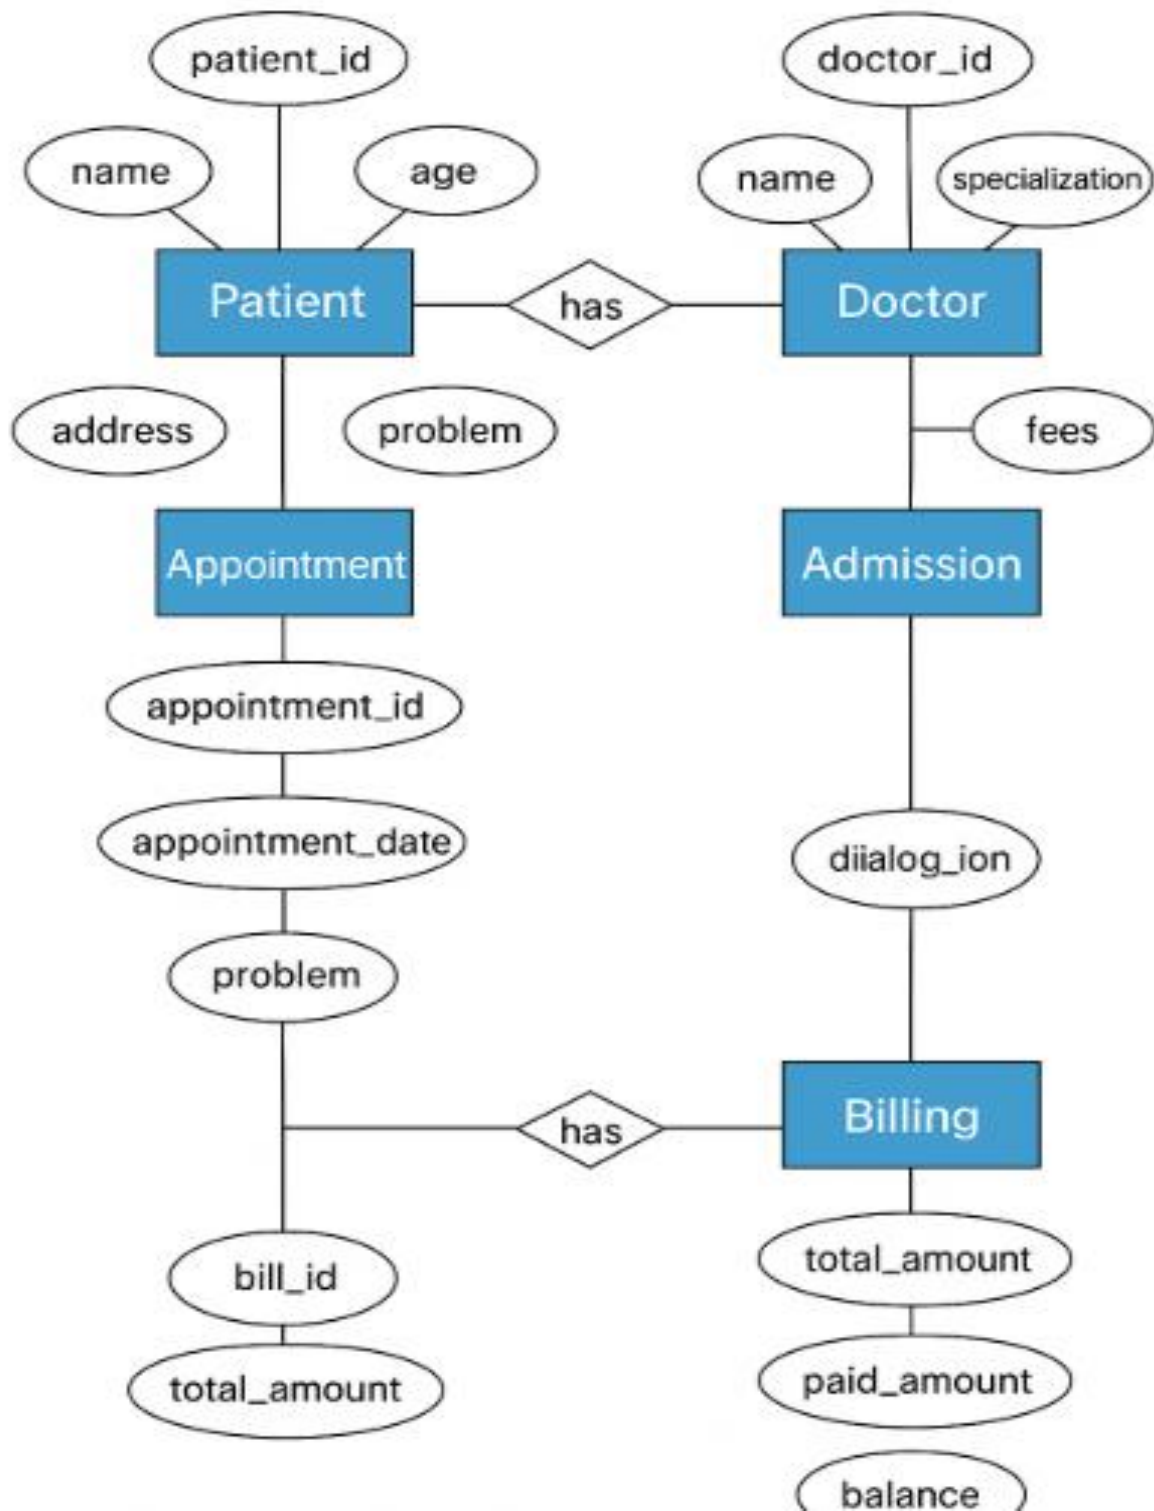 patient_id
doctor_id
name
age
name
specialization
Patient
has
Doctor
address
problem
fees
Appointment
Admission
appointment_id
appointment_date
diialog_ion
problem
has
Billing
bill_id
total_amount
total_amount
paid_amount
balance